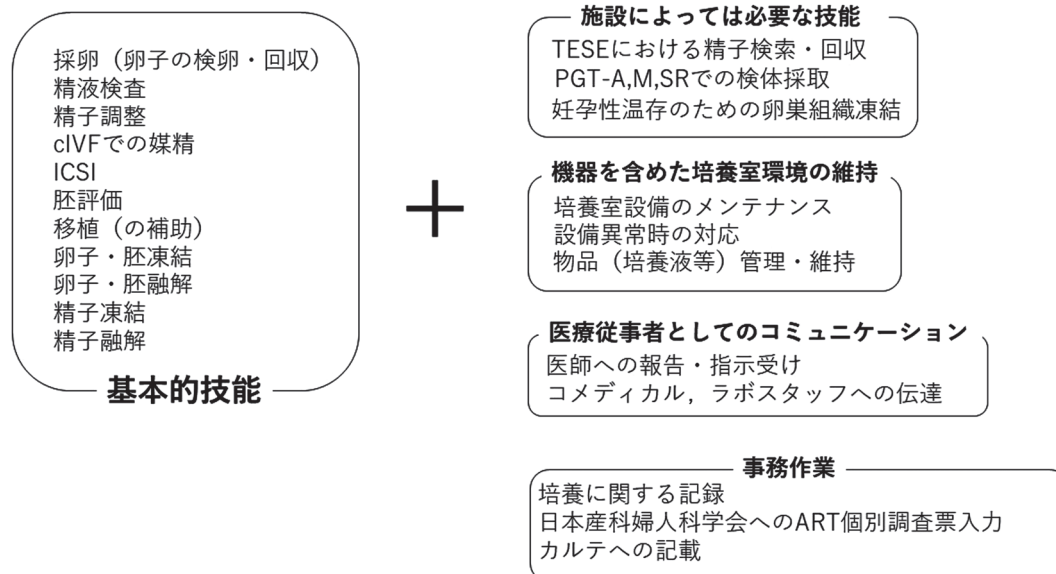 採卵（卵子の検卵・回収）
精液検査
精子調整
cIVFでの媒精
ICSI
胚評価
移植（の補助）
卵子・胚凍結
卵子・胚融解
精子凍結
精子融解
基本的技能
＋
施設によっては必要な技能
TESEにおける精子検索・回収
PGT-A,M,SRでの検体採取
妊孕性温存のための卵巣組織凍結
機器を含めた培養室環境の維持
培養室設備のメンテナンス
設備異常時の対応
物品（培養液等）管理・維持
医療従事者としてのコミュニケーション
医師への報告・指示受け
コメディカル，ラボスタッフへの伝達
事務作業
培養に関する記録
日本産科婦人科学会へのART個別調査票入力
カルテへの記載